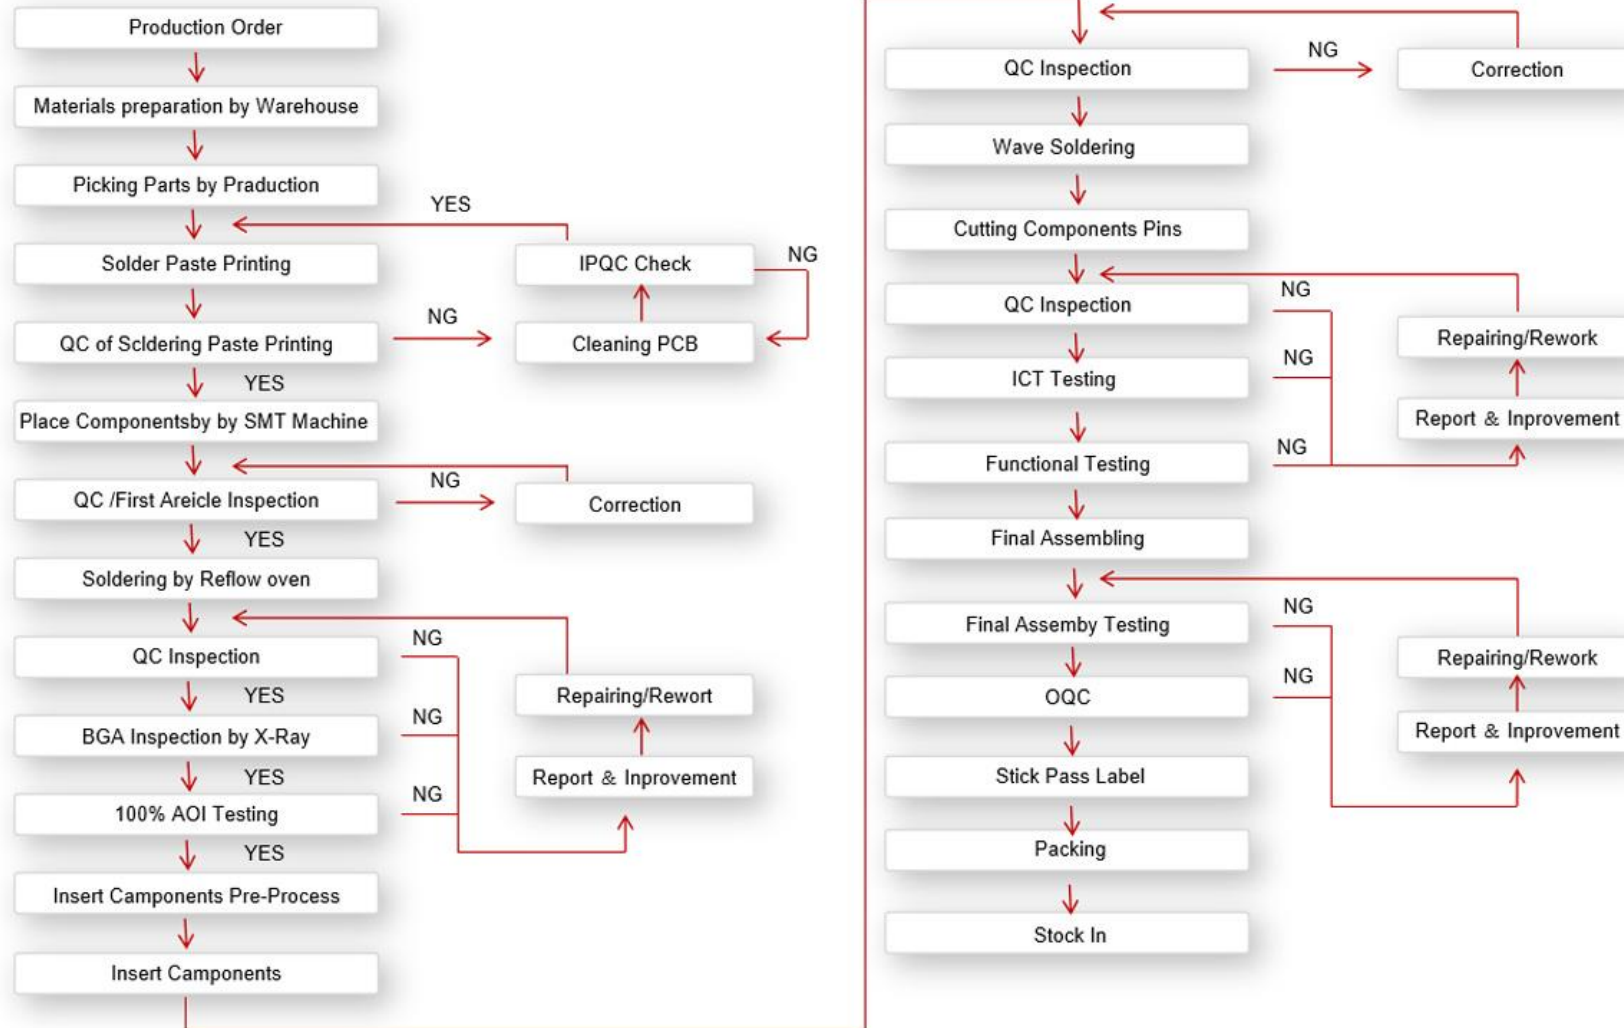 Production Order
Materials preparation by Warehouse
Picking Parts by Praduction
YES
Solder Paste Printing
IPQC Check
NG
QC of Scldering Paste Printing
NG
Cleaning PCB
YES
Place Componentsby by SMT Machine
QC /First Areicle Inspection
NG
Correction
YES
Soldering by Reflow oven
QC Inspection
NG
YES
Repairing/Rewort
BGA Inspection by X-Ray
NG
YES
Report & Inprovement
100% AOI Testing
NG
YES
Insert Camponents Pre-Process
Insert Camponents
QC Inspection
NG
Correction
Wave Soldering
Cutting Components Pins
QC Inspection
NG
Repairing/Rework
ICT Testing
NG
Report & Inprovement
Functional Testing
NG
Final Assembling
Final Assemby Testing
NG
Repairing/Rework
OQC
NG
Report & Inprovement
Stick Pass Label
Packing
Stock In